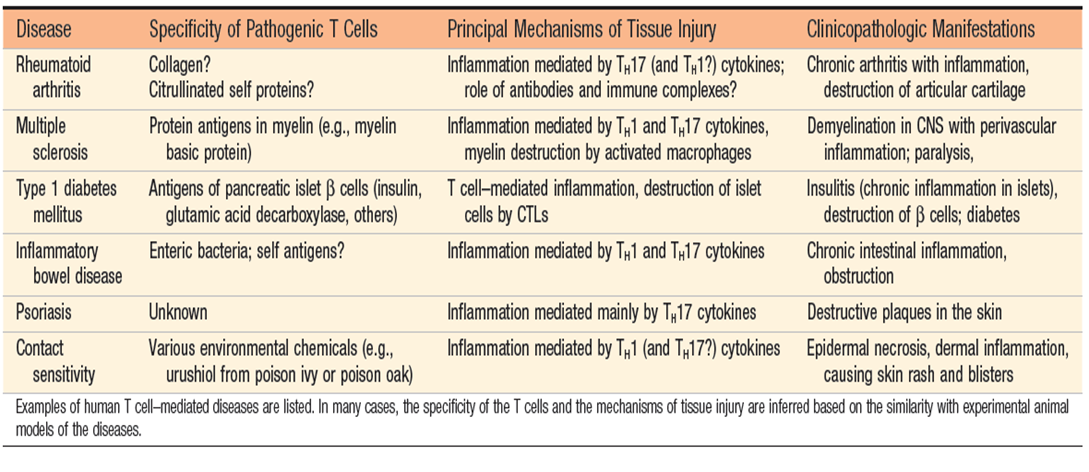 Disease Specificity of Pathogenic T Cells Principal Mechanisms of Tissue Injury Clinicopathologic Manifestations
Rheumatoid Collagen? Inflammation mediated by TH17 (and TH1?) cytokines; Chronic arthritis with inflammation,
arthritis Citrullinated self proteins? role of antibodies and immune complexes? destruction of articular cartilage
Multiple Protein antigens in myelin (e.g., myelin Inflammation mediated by TH1 and TH17 cytokines, Demyelination in CNS with perivascular
sclerosis basic protein) myelin destruction by activated macrophages inflammation; paralysis,
Type 1 diabetes Antigens of pancreatic islet β cells (insulin, T cell–mediated inflammation, destruction of islet Insulitis (chronic inflammation in islets),
mellitus glutamic acid decarboxylase, others) cells by CTLs destruction of β cells; diabetes
Inflammatory Enteric bacteria; self antigens? Inflammation mediated by TH1 and TH17 cytokines Chronic intestinal inflammation,
bowel disease obstruction
Psoriasis Unknown Inflammation mediated mainly by TH17 cytokines Destructive plaques in the skin
Contact Various environmental chemicals (e.g., Inflammation mediated by TH1 (and TH17?) cytokines Epidermal necrosis, dermal inflammation,
sensitivity urushiol from poison ivy or poison oak) causing skin rash and blisters
Examples of human T cell–mediated diseases are listed. In many cases, the specificity of the T cells and the mechanisms of tissue injury are inferred based on the similarity with experimental animal
models of the diseases.